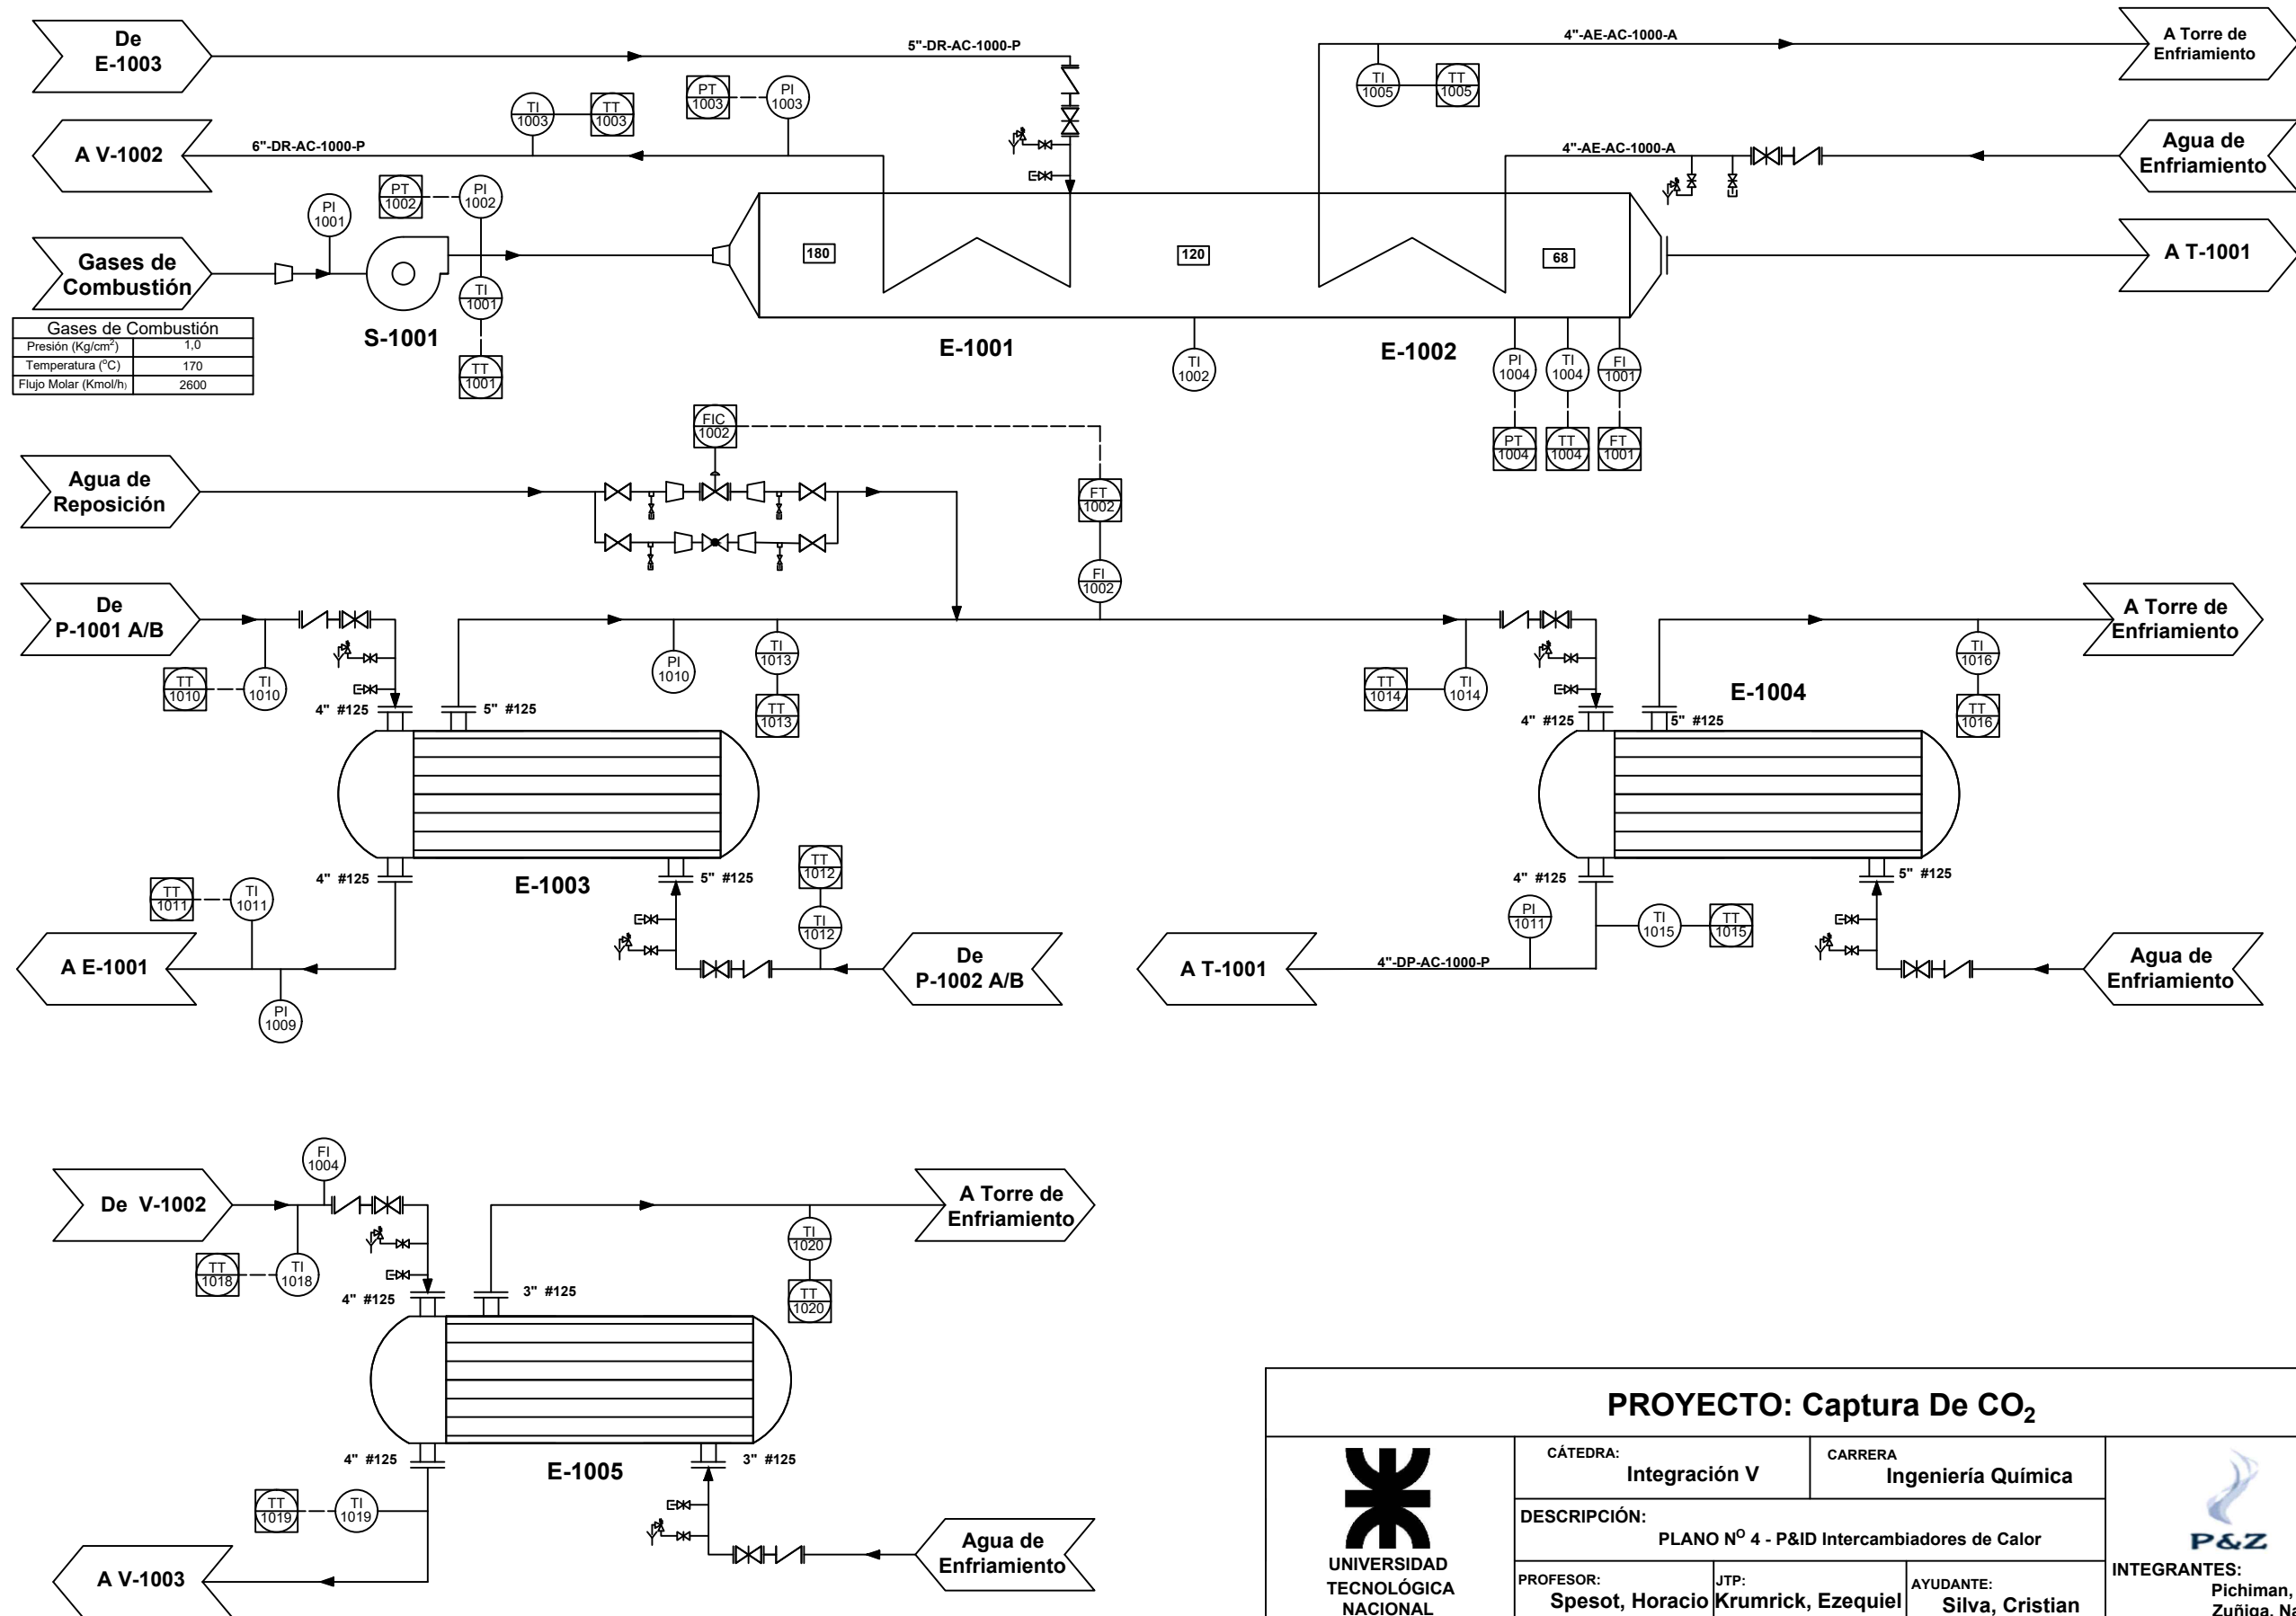 De
E-1003
5"-DR-AC-1000-P
4"-AE-AC-1000-A
A Torre de
Enfriamiento
TI
1005
TT
1005
PT
1003
PI
1003
TI
1003
TT
1003
A V-1002
6"-DR-AC-1000-P
4"-AE-AC-1000-A
Agua de
Enfriamiento
PT
1002
PI
1002
PI
1001
Gases de
Combustión
180
120
68
A T-1001
TI
1001
S-1001
E-1001
E-1002
Gases de Combustión
Presión (Kg/cm2) 1,0
Temperatura (°C) 170
Flujo Molar (Kmol/h) 2600
TT
1001
TI
1002
PI
1004
TI
1004
FI
1001
PT
1004
TT
1004
FT
1001
FIC
1002
Agua de
Reposición
FT
1002
FI
1002
De
P-1001 A/B
A Torre de
Enfriamiento
TT
1010
TI
1010
PI
1010
TI
1013
TT
1013
TT
1014
TI
1014
TI
1016
TT
1016
E-1004
4" #125
5" #125
4" #125
5" #125
4" #125
E-1003
5" #125
TT
1012
TI
1012
4" #125
5" #125
TT
1011
TI
1011
PI
1011
TI
1015
TT
1015
A E-1001
De
P-1002 A/B
A T-1001
4"-DP-AC-1000-P
Agua de
Enfriamiento
PI
1009
FI
1004
De V-1002
A Torre de
Enfriamiento
TT
1018
TI
1018
TI
1020
TT
1020
4" #125
3" #125
4" #125
E-1005
3" #125
TT
1019
TI
1019
Agua de
Enfriamiento
A V-1003
PROYECTO: Captura De CO2
UNIVERSIDAD
TECNOLÓGICA
NACIONAL
CÁTEDRA:
Integración V
CARRERA
Ingeniería Química
DESCRIPCIÓN:
PLANO Nº 4 - P&ID Intercambiadores de Calor
PROFESOR:
Spesot, Horacio
JTP:
Krumrick, Ezequiel
AYUDANTE:
Silva, Cristian
P&Z
INTEGRANTES:
Pichiman,
Zuñiga, Na